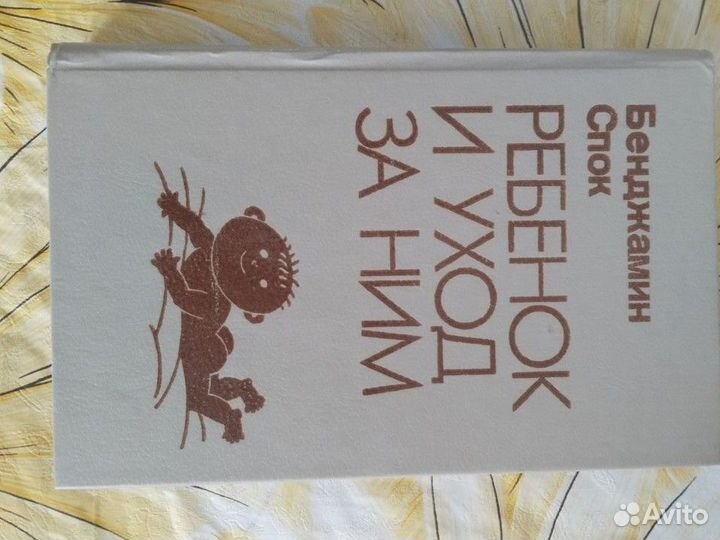 Бенджамин
Спок
РЕБЕНОК
И УХОД
ЗА НИМ
Avito